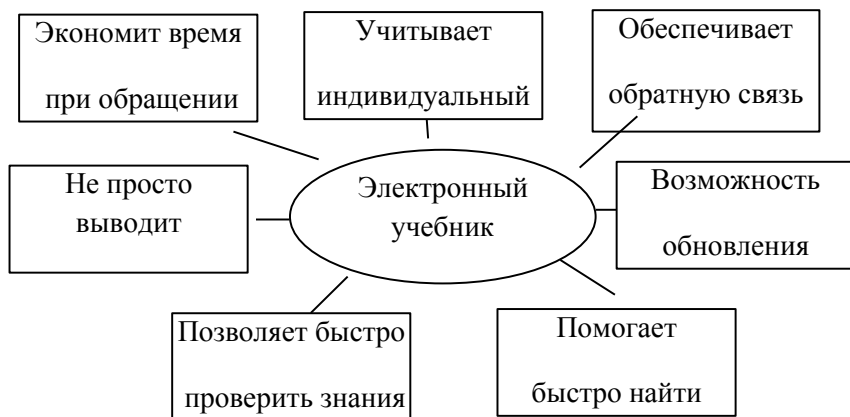 Экономит время
при обращении
Учитывает
индивидуальный
Обеспечивает
обратную связь
Не просто
выводит
Электронный
учебник
Возможность
обновления
Позволяет быстро
проверить знания
Помогает
быстро найти